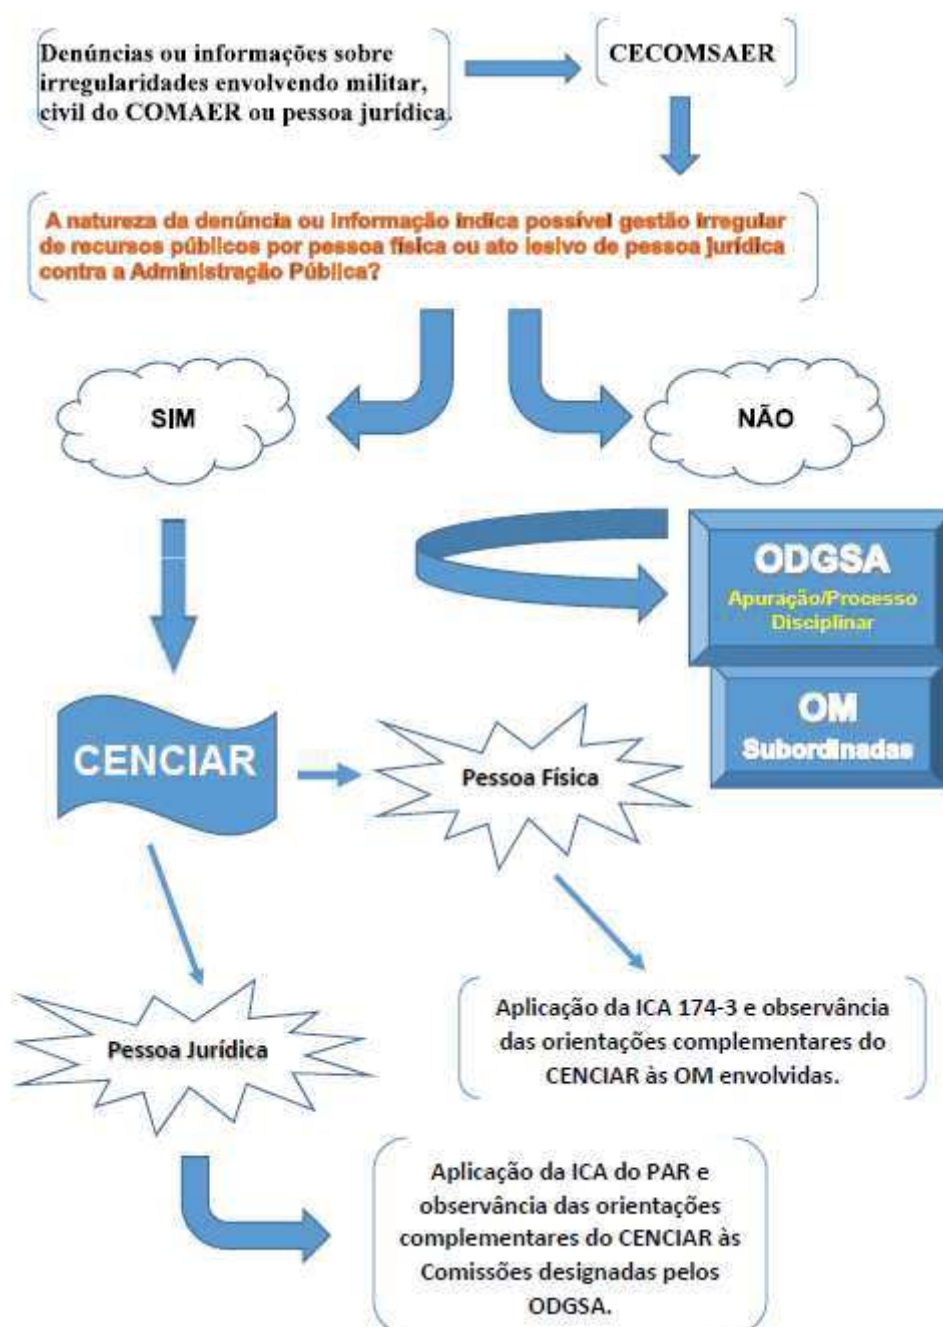 Denúncias ou informações sobre
irregularidades envolvendo militar,
civil do COMAER ou pessoa jurídica.
CECOMSAER
A natureza da denúncia ou informação indica possível gestão irregular
de recursos públicos por pessoa física ou ato lesivo de pessoa jurídica
contra a Administração Pública?
SIM
NÃO
ODGSA
Apuração/Processo
Disciplinar
OM
Subordinadas
CENCIAR
Pessoa Física
Pessoa Jurídica
Aplicação da ICA 174-3 e observância
das orientações complementares do
CENCIAR às OM envolvidas.
Aplicação da ICA do PAR e
observância das orientações
complementares do CENCIAR às
Comissões designadas pelos
ODGSA.